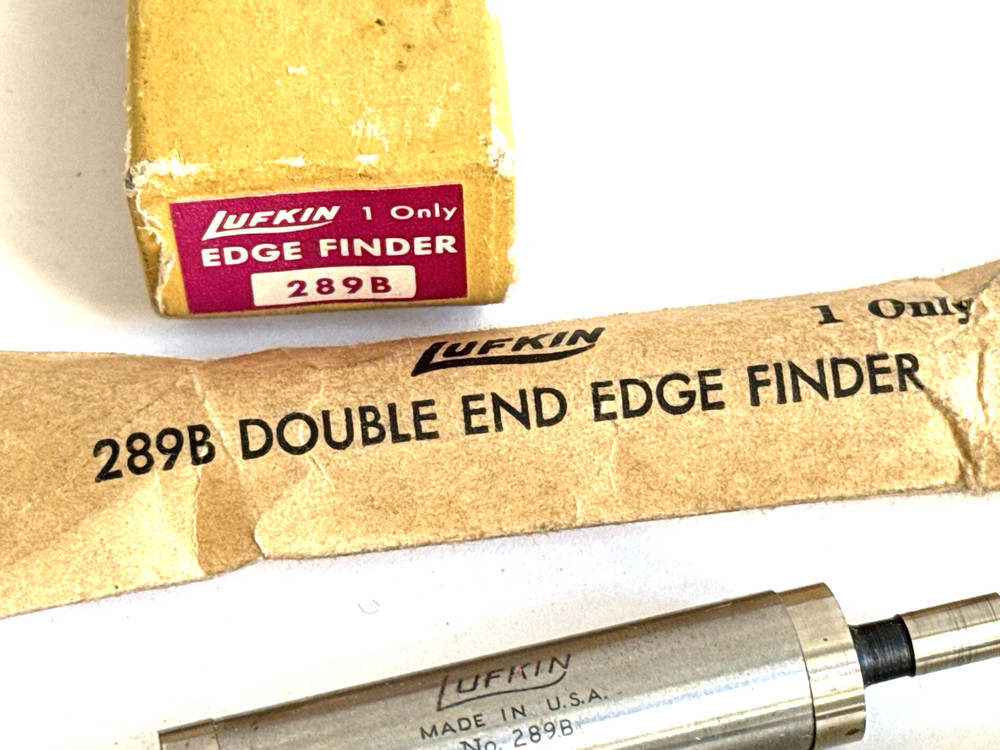 LUFKIN 1 Only
EDGE FINDER
289B
LUFKIN 1 Only
289B DOUBLE END EDGE FINDER
LUFKIN
MADE IN U.S.A.
No. 289B